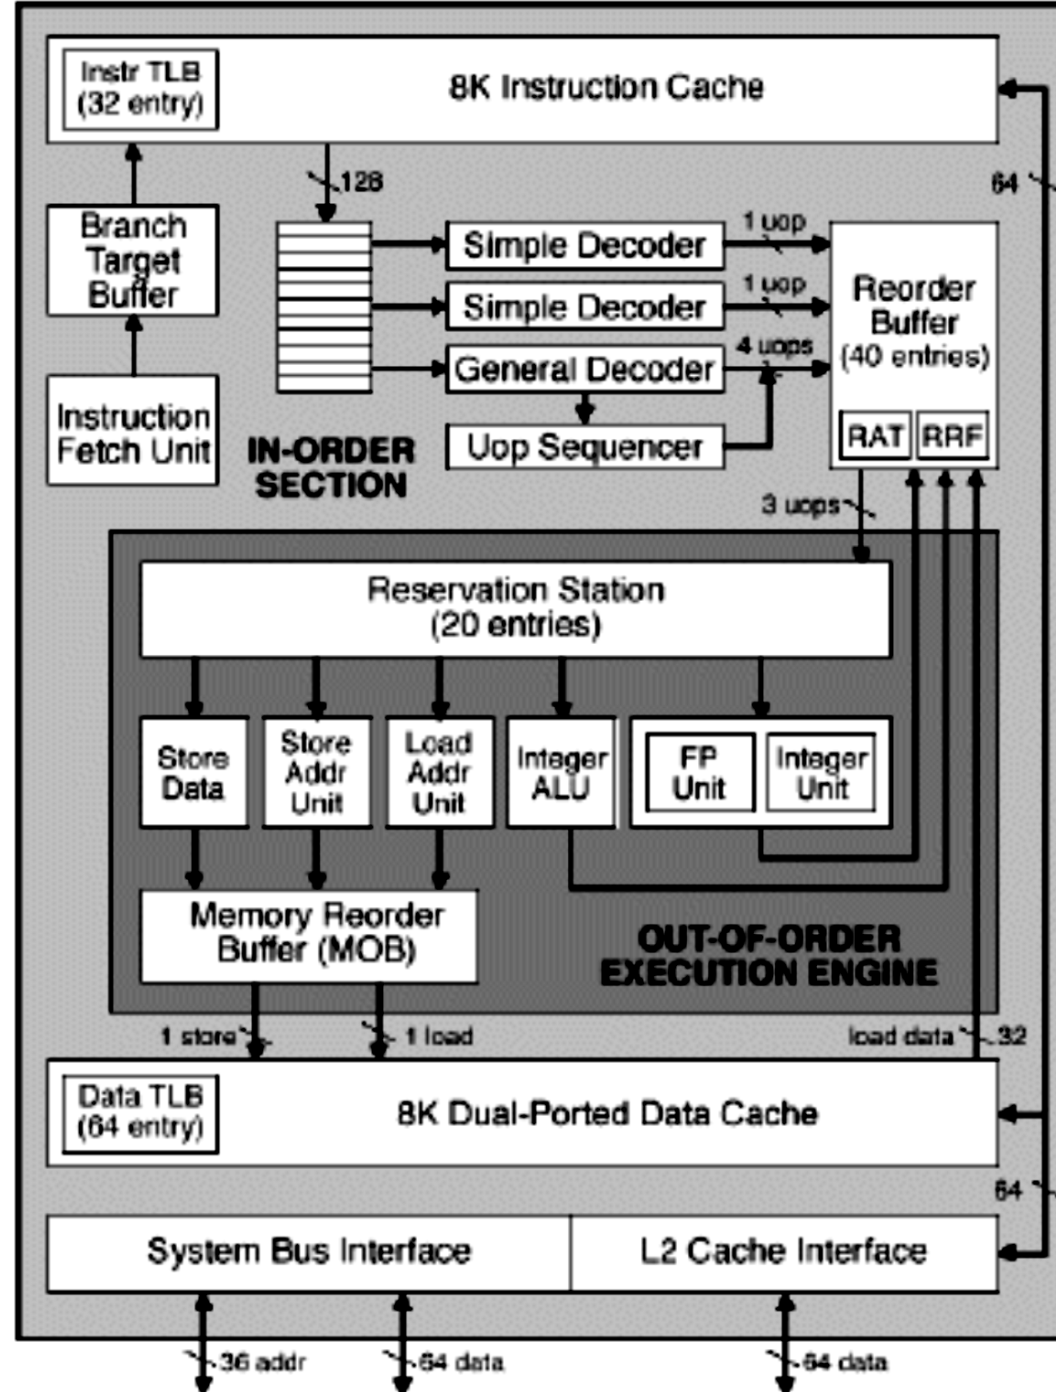 Instr TLB
(32 entry)
8K Instruction Cache
128
64
Branch
Target
Buffer
Simple Decoder
1 uop
Simple Decoder
1 uop
General Decoder
4 uops
Uop Sequencer
Reorder
Buffer
(40 entries)
RAT
RRF
Instruction
Fetch Unit
IN-ORDER
SECTION
3 uops
Reservation Station
(20 entries)
Store
Data
Store
Addr
Unit
Load
Addr
Unit
Integer
ALU
FP
Unit
Integer
Unit
Memory Reorder
Buffer (MOB)
OUT-OF-ORDER
EXECUTION ENGINE
1 store
1 load
load data
32
Data TLB
(64 entry)
8K Dual-Ported Data Cache
64
System Bus Interface
L2 Cache Interface
36 addr
64 data
64 data